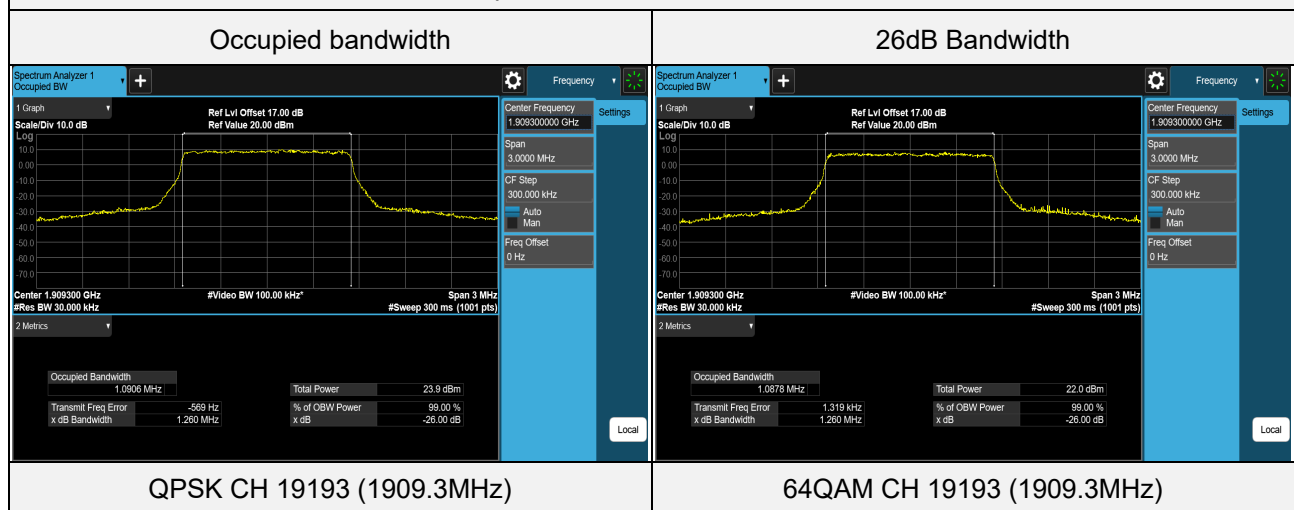 Occupied bandwidth
26dB Bandwidth
Spectrum Analyzer 1
Occupied BW
+
Frequency
1 Graph
Scale/Div 10.0 dB
Ref Lvl Offset 17.00 dB
Ref Value 20.00 dBm
Log
10.0
0.00
-10.0
-20.0
-30.0
-40.0
-50.0
-60.0
-70.0
Center 1.909300 GHz
#Video BW 100.00 kHz*
Span 3 MHz
#Res BW 30.000 kHz
#Sweep 300 ms (1001 pts)
Center Frequency
1.909300000 GHz
Settings
Span
3.0000 MHz
CF Step
300.000 kHz
Auto
Man
Freq Offset
0 Hz
2 Metrics
Occupied Bandwidth
1.0906 MHz
Total Power 23.9 dBm
Transmit Freq Error -569 Hz
% of OBW Power 99.00 %
x dB Bandwidth 1.260 MHz
x dB -26.00 dB
Local
Spectrum Analyzer 1
Occupied BW
+
Frequency
1 Graph
Scale/Div 10.0 dB
Ref Lvl Offset 17.00 dB
Ref Value 20.00 dBm
Log
10.0
0.00
-10.0
-20.0
-30.0
-40.0
-50.0
-60.0
-70.0
Center 1.909300 GHz
#Video BW 100.00 kHz*
Span 3 MHz
#Res BW 30.000 kHz
#Sweep 300 ms (1001 pts)
Center Frequency
1.909300000 GHz
Settings
Span
3.0000 MHz
CF Step
300.000 kHz
Auto
Man
Freq Offset
0 Hz
2 Metrics
Occupied Bandwidth
1.0878 MHz
Total Power 22.0 dBm
Transmit Freq Error 1.319 kHz
% of OBW Power 99.00 %
x dB Bandwidth 1.260 MHz
x dB -26.00 dB
Local
QPSK CH 19193 (1909.3MHz)
64QAM CH 19193 (1909.3MHz)